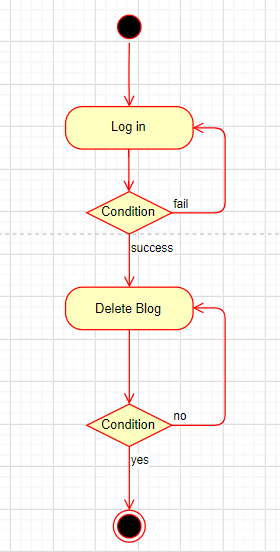 Log in
Condition
fail
success
Delete Blog
Condition
no
yes